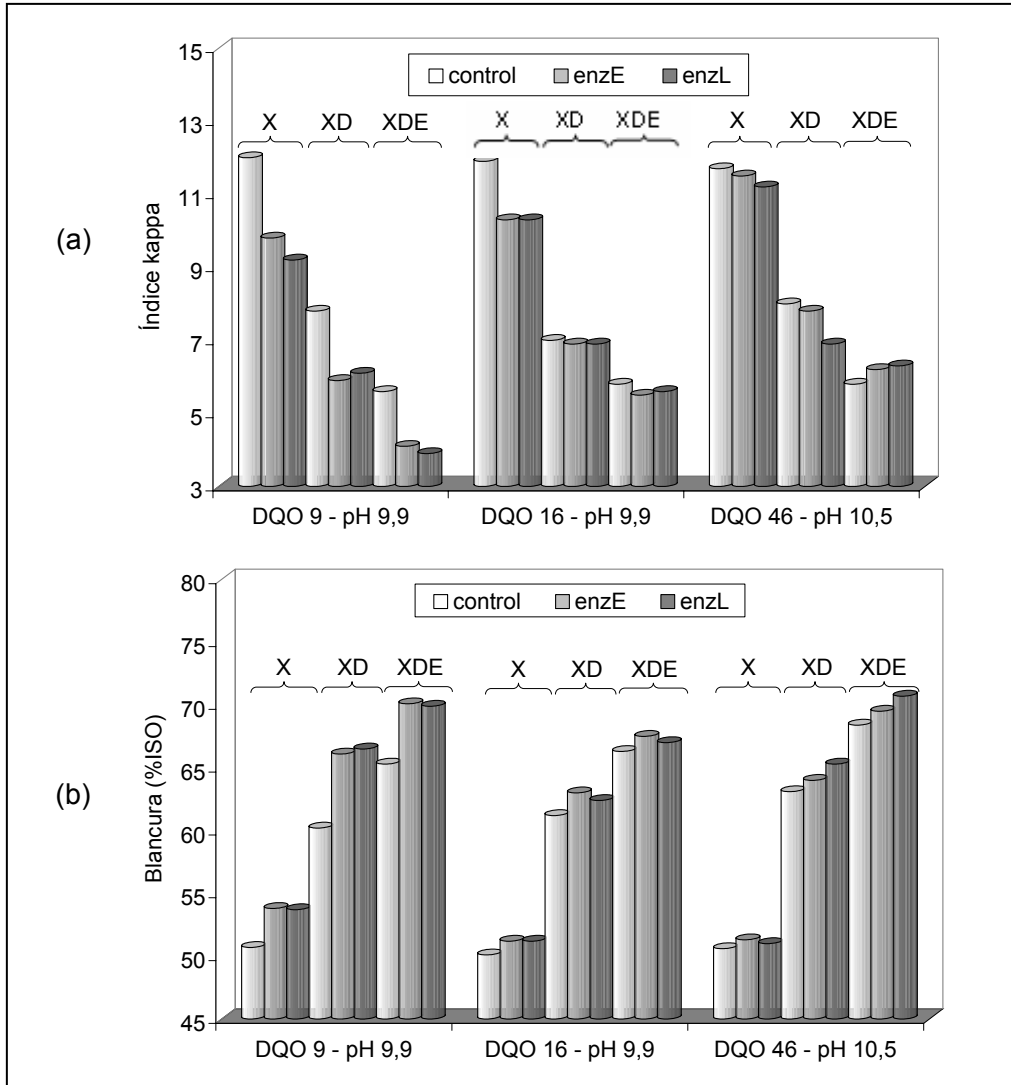 (a)
Índice kappa
15
13
11
9
7
5
3
control enzE enzL
X XD XDE X XD XDE X XD XDE
DQO 9 - pH 9,9 DQO 16 - pH 9,9 DQO 46 - pH 10,5
(b)
Blancura (%ISO)
80
75
70
65
60
55
50
45
control enzE enzL
X XD XDE X XD XDE X XD XDE
DQO 9 - pH 9,9 DQO 16 - pH 9,9 DQO 46 - pH 10,5